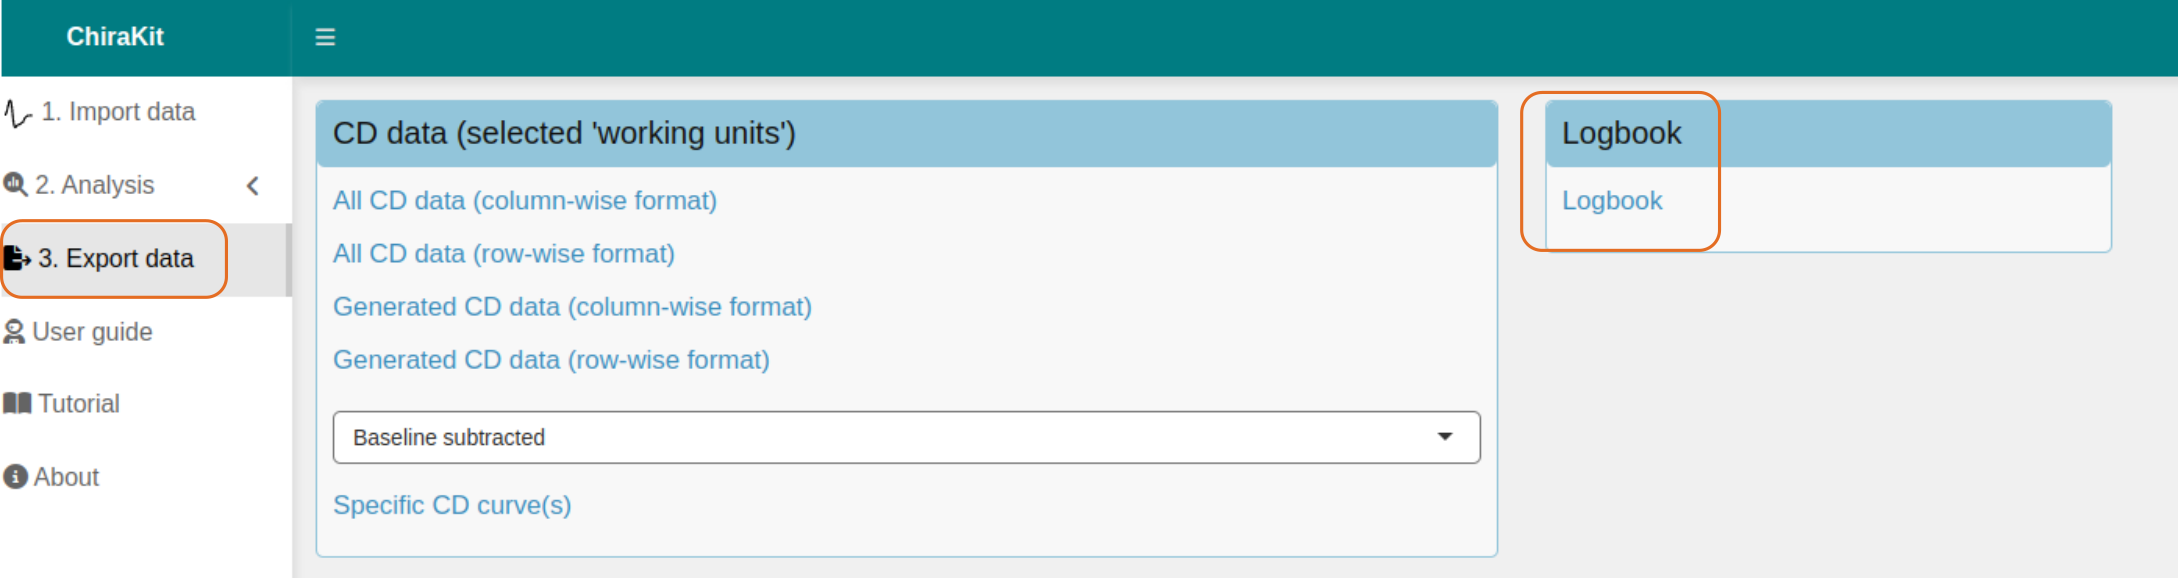 ChiraKit
1. Import data
2. Analysis
3. Export data
User guide
Tutorial
About
CD data (selected 'working units')
All CD data (column-wise format)
All CD data (row-wise format)
Generated CD data (column-wise format)
Generated CD data (row-wise format)
Baseline subtracted
Specific CD curve(s)
Logbook
Logbook